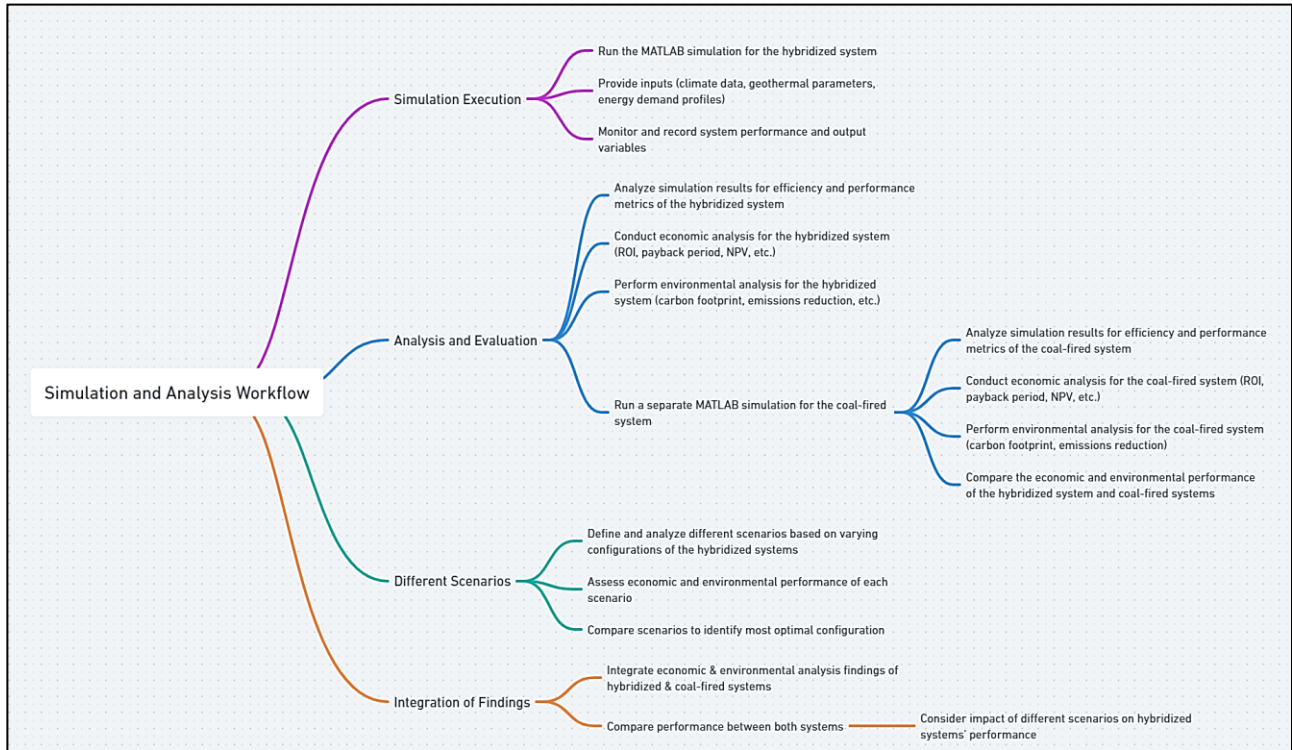 Simulation and Analysis Workflow
Simulation Execution
Run the MATLAB simulation for the hybridized system
Provide inputs (climate data, geothermal parameters,
energy demand profiles)
Monitor and record system performance and output
variables
Analysis and Evaluation
Analyze simulation results for efficiency and performance
metrics of the hybridized system
Conduct economic analysis for the hybridized system
(ROI, payback period, NPV, etc.)
Perform environmental analysis for the hybridized
system (carbon footprint, emissions reduction, etc.)
Run a separate MATLAB simulation for the coal-fired
system
Analyze simulation results for efficiency and performance
metrics of the coal-fired system
Conduct economic analysis for the coal-fired system (ROI,
payback period, NPV, etc.)
Perform environmental analysis for the coal-fired system
(carbon footprint, emissions reduction)
Compare the economic and environmental performance
of the hybridized system and coal-fired systems
Different Scenarios
Define and analyze different scenarios based on varying
configurations of the hybridized systems
Assess economic and environmental performance of each
scenario
Compare scenarios to identify most optimal configuration
Integration of Findings
Integrate economic & environmental analysis findings of
hybridized & coal-fired systems
Compare performance between both systems
Consider impact of different scenarios on hybridized
systems' performance